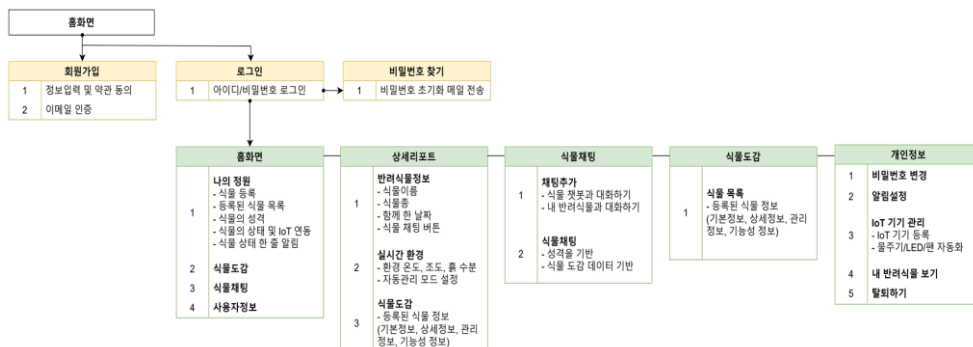 홈화면
회원가입
1 정보입력 및 약관 동의
2 이메일 인증
로그인
1 아이디/비밀번호 로그인
비밀번호 찾기
1 비밀번호 초기화 메일 전송
홈화면
1 나의 정원
- 식물 등록
- 등록된 식물 목록
- 식물의 성격
- 식물의 상태 및 IoT 연동
- 식물 상태 한 줄 알림
2 식물도감
3 식물채팅
4 사용자정보
상세리포트
1 반려식물정보
- 식물이름
- 식물종
- 함께 한 날짜
- 식물 채팅 버튼
2 실시간 환경
- 환경 온도, 조도, 흙 수분
- 자동관리 모드 설정
3 식물도감
- 등록된 식물 정보
(기본정보, 상세정보, 관리
정보, 기능성 정보)
식물채팅
1 채팅추가
- 식물 챗봇과 대화하기
- 내 반려식물과 대화하기
2 식물채팅
- 성격을 기반
- 식물 도감 데이터 기반
식물도감
1 식물 목록
- 등록된 식물 정보
(기본정보, 상세정보, 관리
정보, 기능성 정보)
개인정보
1 비밀번호 변경
2 알림설정
3 IoT 기기 관리
- IoT 기기 등록
- 물주기/LED/팬 자동화
4 내 반려식물 보기
5 탈퇴하기